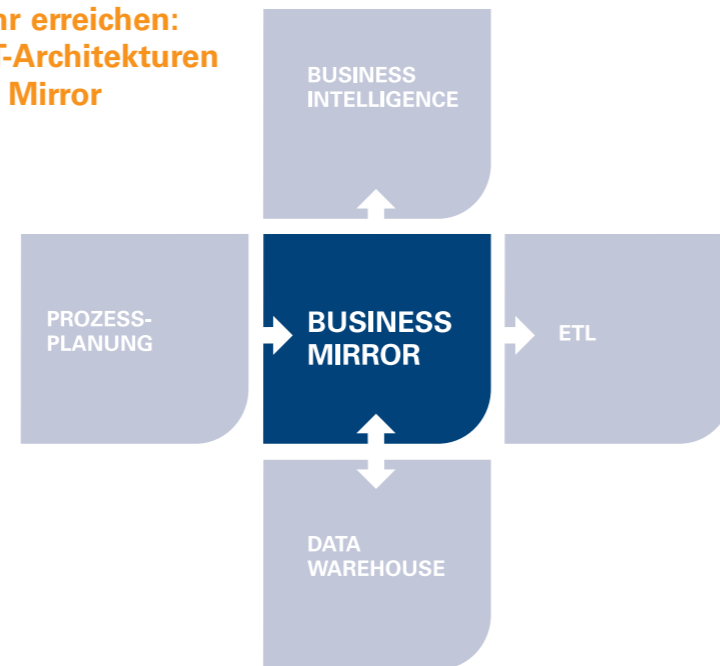 hr erreichen:
T-Architekturen
Mirror
BUSINESS
INTELLIGENCE
PROZESS-
PLANUNG
BUSINESS
MIRROR
ETL
DATA
WAREHOUSE